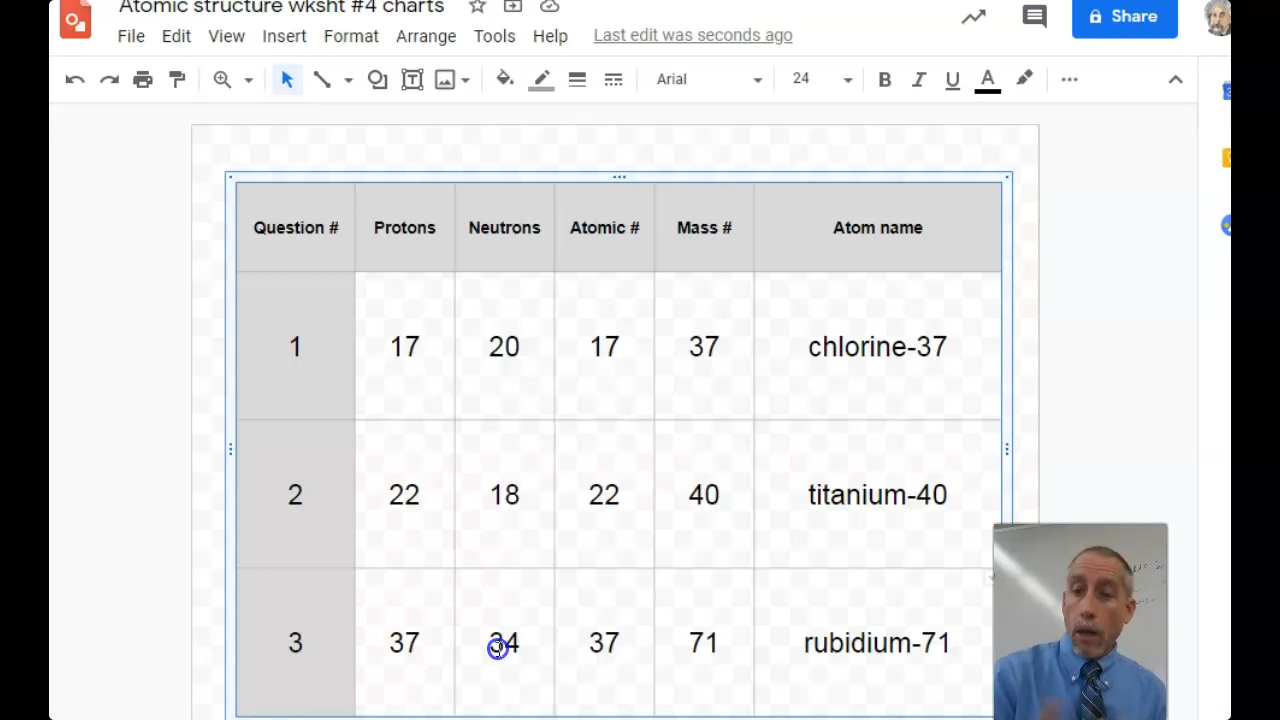 Atomic structure wksht #4 charts
File Edit View Insert Format Arrange Tools Help Last edit was seconds ago
Share
Arial 24 B I U A
Question # Protons Neutrons Atomic # Mass # Atom name
1 17 20 17 37 chlorine-37
2 22 18 22 40 titanium-40
3 37 34 37 71 rubidium-71